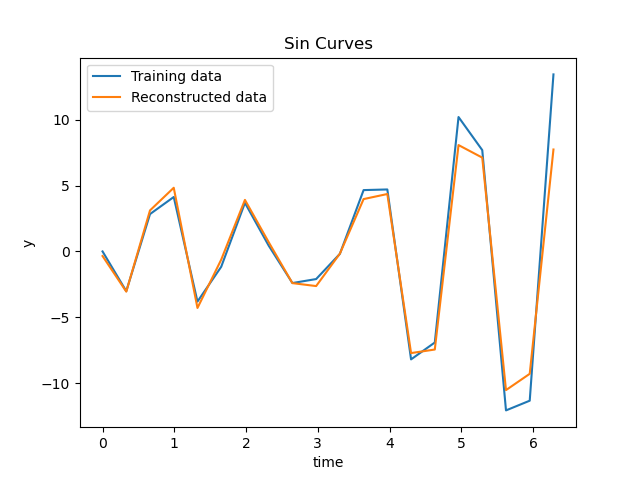 Sin Curves
Training data
Reconstructed data
10
5
0
−5
−10
y
0 1 2 3 4 5 6
time